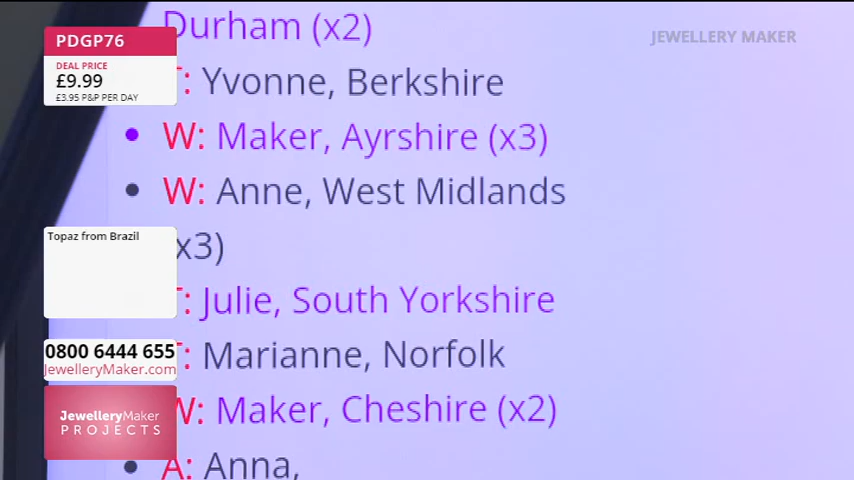 Durham (x2)
PDGP76
JEWELLERY MAKER
DEAL PRICE
£9.99
£3.95 P&P PER DAY
T: Yvonne, Berkshire
• W: Maker, Ayrshire (x3)
• W: Anne, West Midlands
(x3)
Topaz from Brazil
T: Julie, South Yorkshire
0800 6444 655
JewelleryMaker.com
T: Marianne, Norfolk
W: Maker, Cheshire (x2)
JewelleryMaker
PROJECTS
• A: Anna,